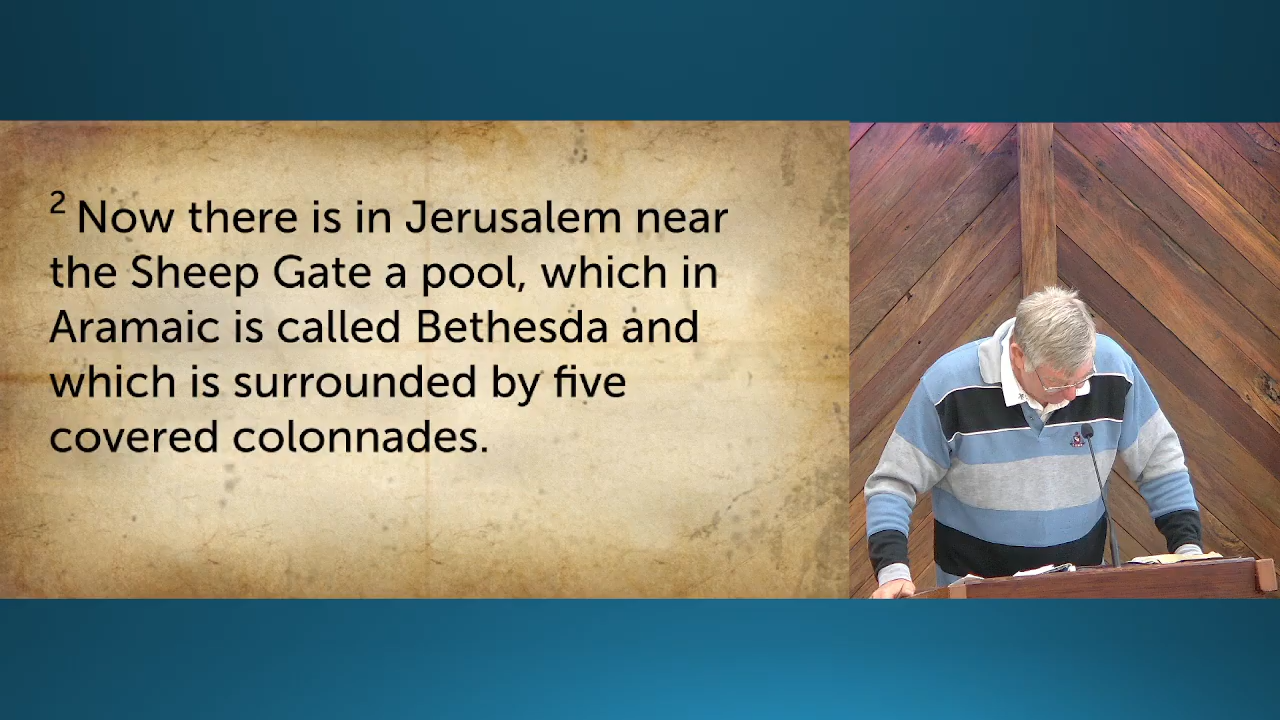 2 Now there is in Jerusalem near
the Sheep Gate a pool, which in
Aramaic is called Bethesda and
which is surrounded by five
covered colonnades.